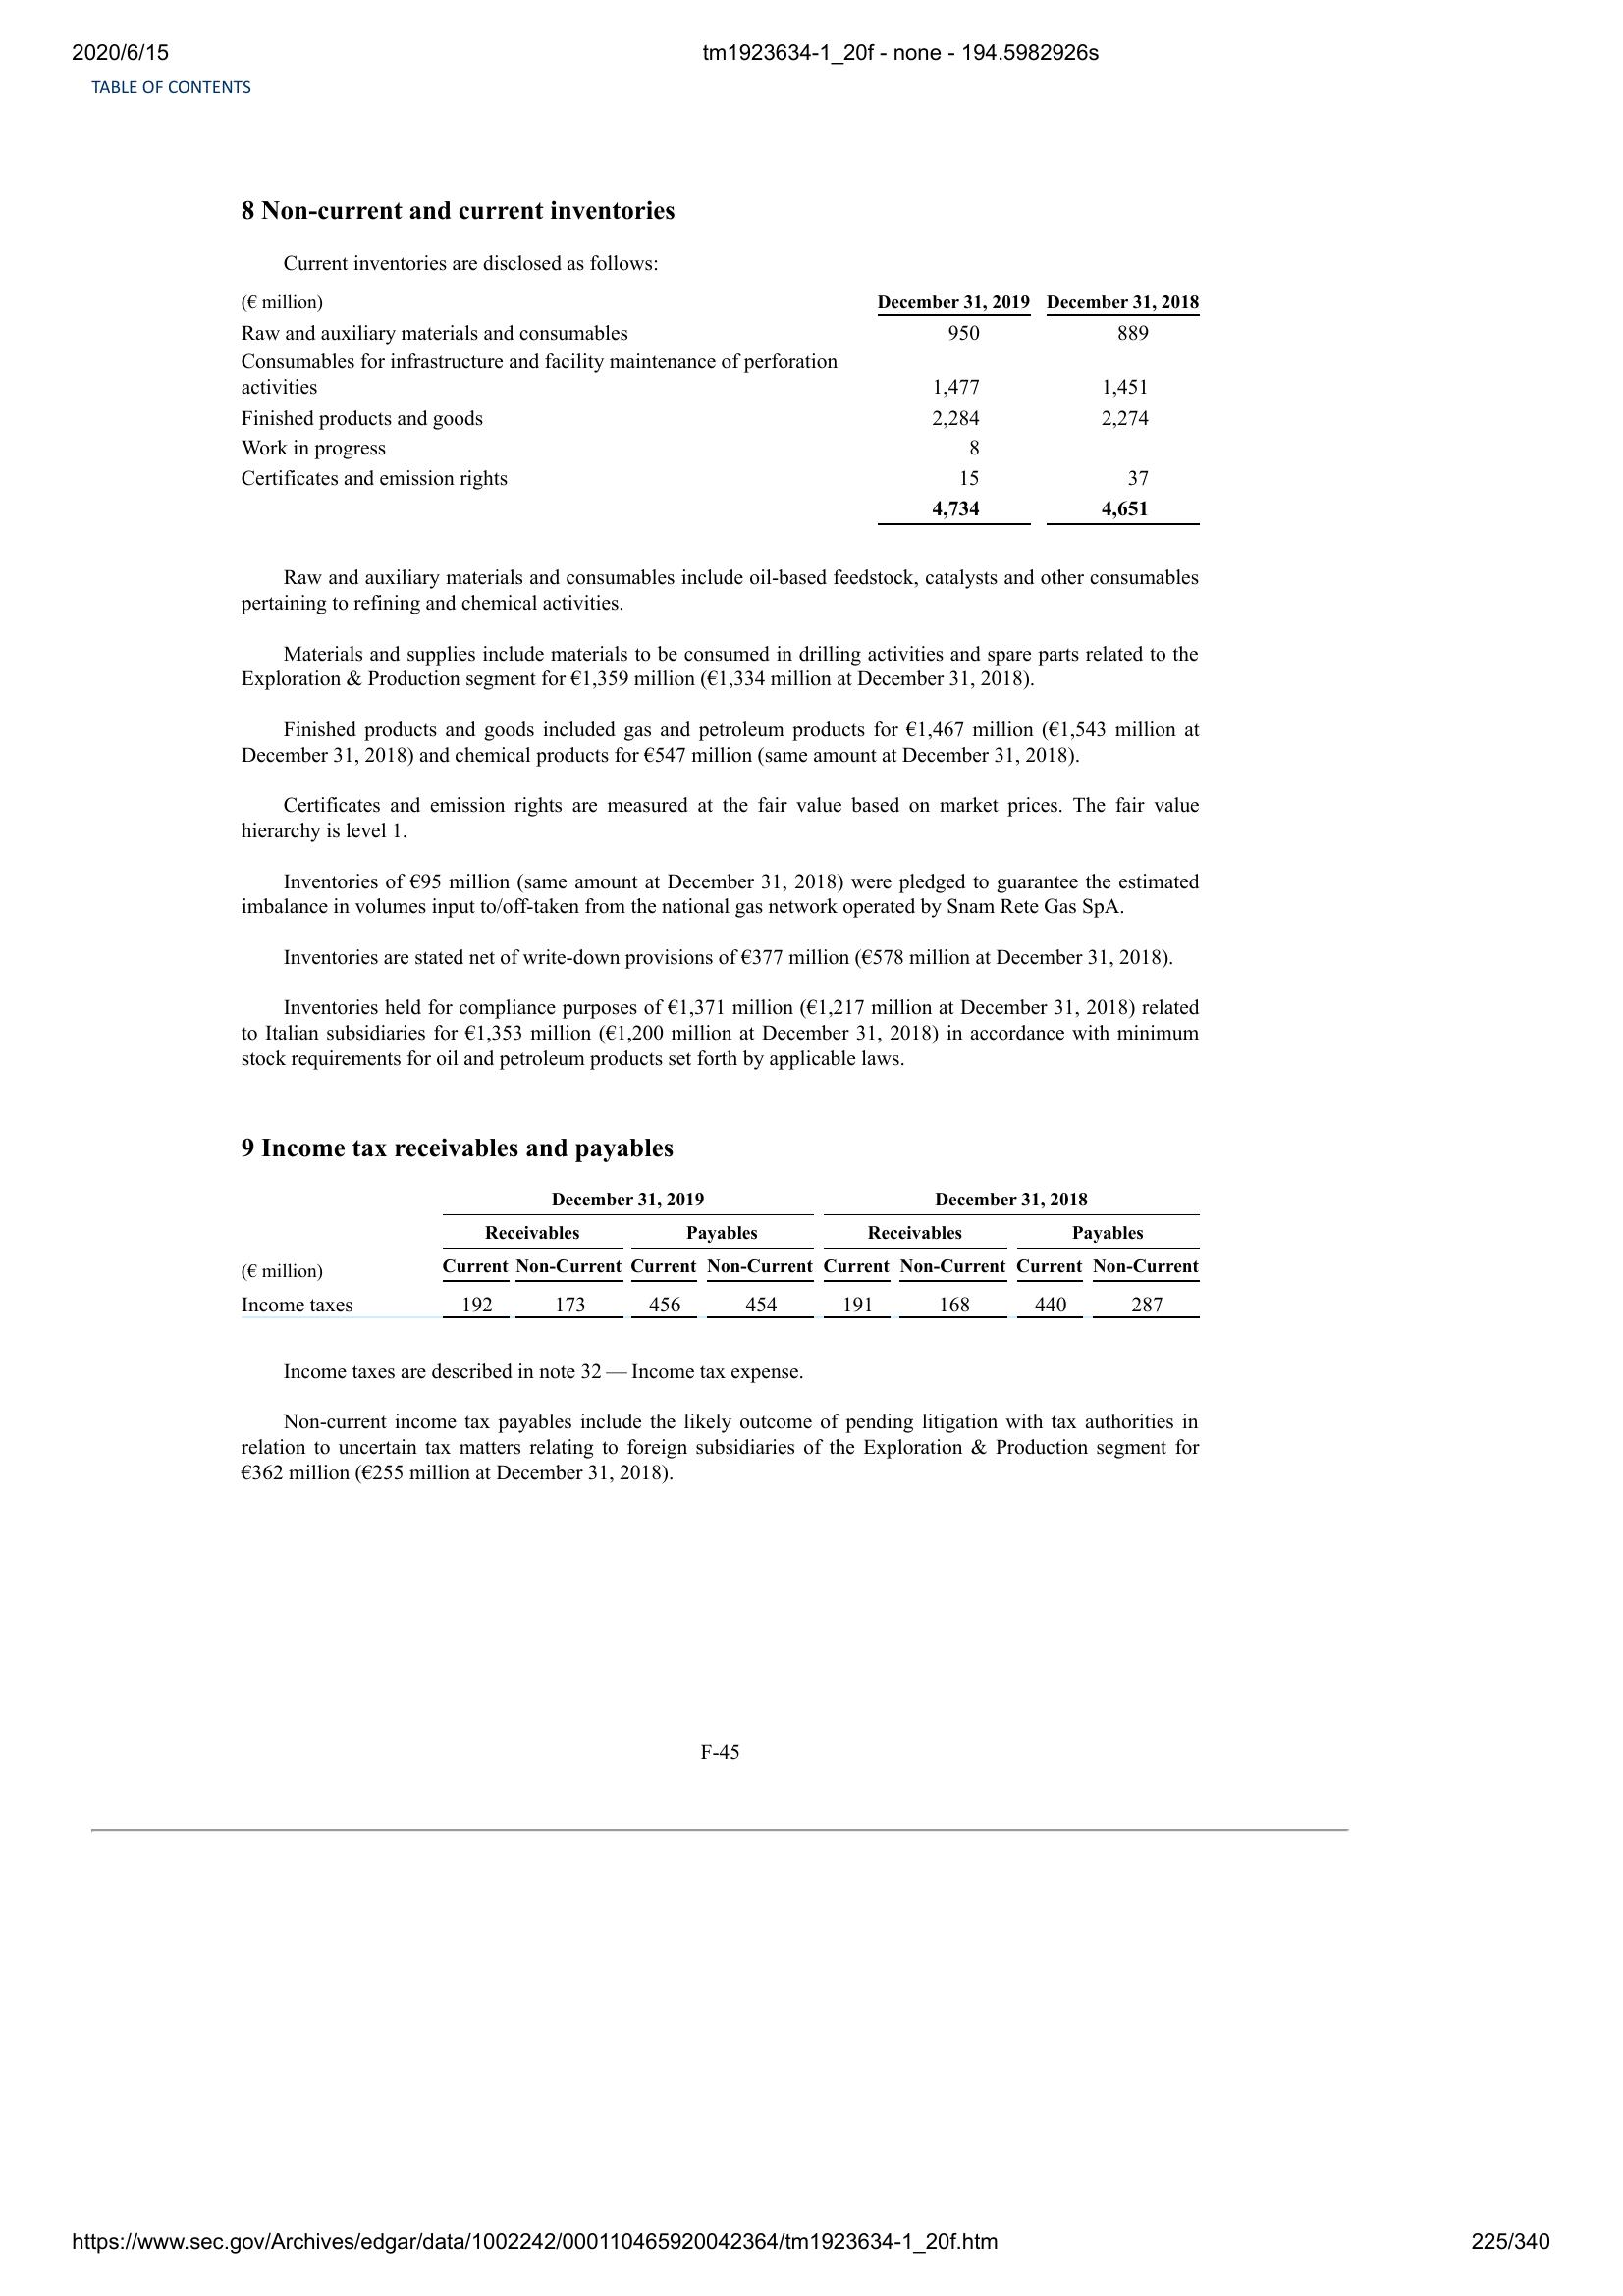 2020/6/15 tm1923634-1_20f - none - 194.5982926s
TABLE OF CONTENTS
8 Non-current and current inventories
Current inventories are disclosed as follows:
(€ million) December 31, 2019 December 31, 2018
Raw and auxiliary materials and consumables 950 889
Consumables for infrastructure and facility maintenance of perforation
activities 1,477 1,451
Finished products and goods 2,284 2,274
Work in progress 8
Certificates and emission rights 15 37
4,734 4,651
Raw and auxiliary materials and consumables include oil-based feedstock, catalysts and other consumables
pertaining to refining and chemical activities.
Materials and supplies include materials to be consumed in drilling activities and spare parts related to the
Exploration & Production segment for €1,359 million (€1,334 million at December 31, 2018).
Finished products and goods included gas and petroleum products for €1,467 million (€1,543 million at
December 31, 2018) and chemical products for €547 million (same amount at December 31, 2018).
Certificates and emission rights are measured at the fair value based on market prices. The fair value
hierarchy is level 1.
Inventories of €95 million (same amount at December 31, 2018) were pledged to guarantee the estimated
imbalance in volumes input to/off-taken from the national gas network operated by Snam Rete Gas SpA.
Inventories are stated net of write-down provisions of €377 million (€578 million at December 31, 2018).
Inventories held for compliance purposes of €1,371 million (€1,217 million at December 31, 2018) related
to Italian subsidiaries for €1,353 million (€1,200 million at December 31, 2018) in accordance with minimum
stock requirements for oil and petroleum products set forth by applicable laws.
9 Income tax receivables and payables
December 31, 2019 December 31, 2018
Receivables Payables Receivables Payables
(€ million) Current Non-Current Current Non-Current Current Non-Current Current Non-Current
Income taxes 192 173 456 454 191 168 440 287
Income taxes are described in note 32 — Income tax expense.
Non-current income tax payables include the likely outcome of pending litigation with tax authorities in
relation to uncertain tax matters relating to foreign subsidiaries of the Exploration & Production segment for
€362 million (€255 million at December 31, 2018).
F-45
https://www.sec.gov/Archives/edgar/data/1002242/000110465920042364/tm1923634-1_20f.htm 225/340